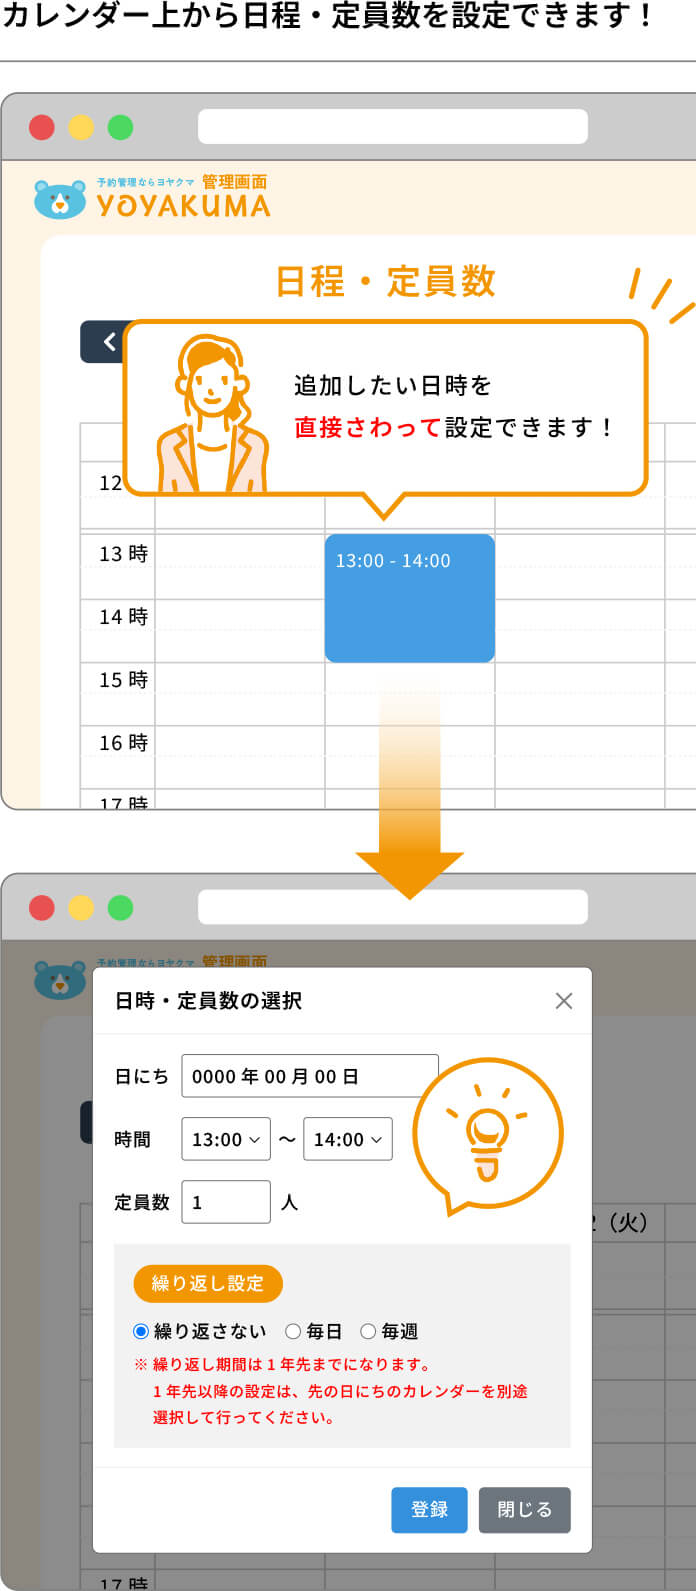 カレンダー上から日程・定員数を設定できます！
予約管理ならヨヤクマ 管理画面
YOYAKUMA
日程・定員数
追加したい日時を
直接さわって設定できます！
12
13 時
13:00 - 14:00
14 時
15 時
16 時
17 時
予約管理ならヨヤクマ 管理画面
日時・定員数の選択
日にち 0000 年 00 月 00 日
時間 13:00 ～ 14:00
定員数 1 人
2（火）
繰り返し設定
繰り返さない 毎日 毎週
※ 繰り返し期間は 1 年先までになります。
1 年先以降の設定は、先の日にちのカレンダーを別途
選択して行ってください。
登録 閉じる
17 時